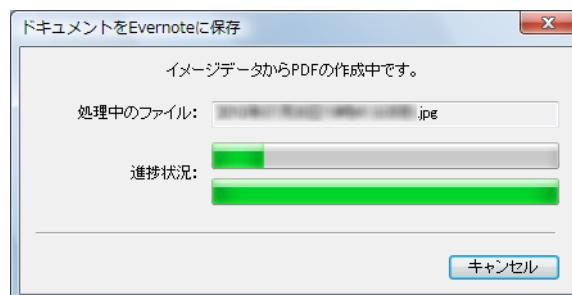 ドキュメントをEvernoteに保存
イメージデータからPDFの作成中です。
処理中のファイル: .jpg
進捗状況:
キャンセル